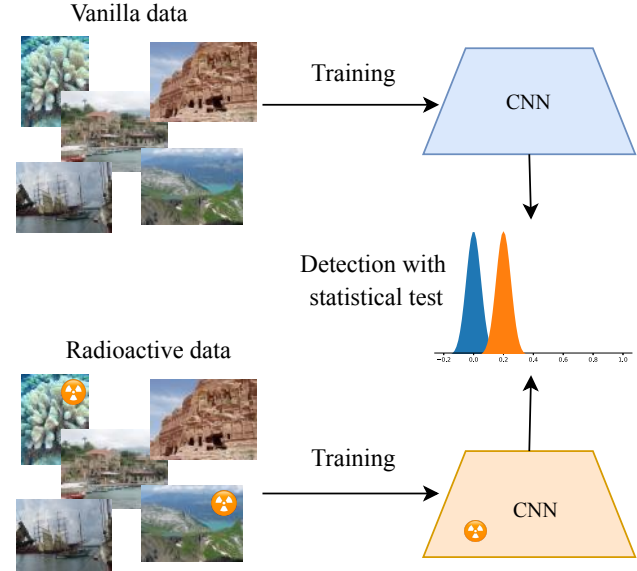 Vanilla data
Training
CNN
Detection with
statistical test
−0.2 0.0 0.2 0.4 0.6 0.8 1.0
Radioactive data
Training
CNN